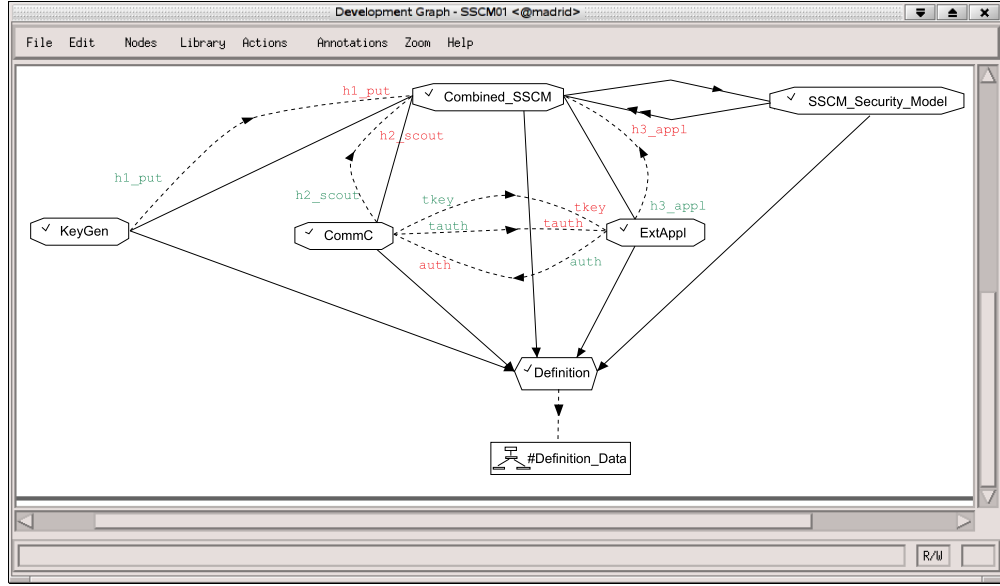 Development Graph - SSCM01 <@madrid>
File Edit Nodes Library Actions Annotations Zoom Help
h1_put
Combined_SSCM
SSCM_Security_Model
h2_scout
h3_appl
h1_put
h2_scout
tkey
tkey
h3_appl
KeyGen
CommC
tauth
tauth
ExtAppl
auth
auth
Definition
#Definition_Data
R/W